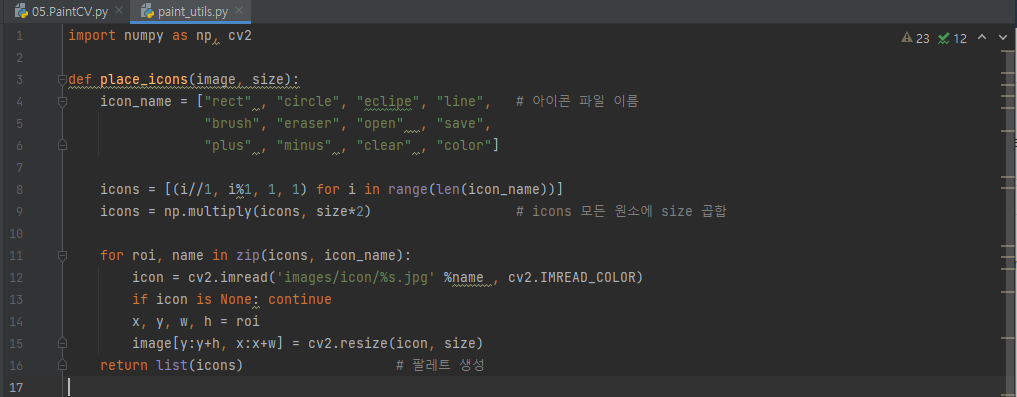 05.PaintCV.py × paint_utils.py ×
1 import numpy as np, cv2 23 12
2
3 def place_icons(image, size):
4     icon_name = ["rect" , "circle", "eclipe", "line",   # 아이콘 파일 이름
5                  "brush", "eraser", "open"  , "save",
6                  "plus" , "minus" , "clear" , "color"]
7
8     icons = [(i//1, i%1, 1, 1) for i in range(len(icon_name))]
9     icons = np.multiply(icons, size*2)                  # icons 모든 원소에 size 곱합
10
11     for roi, name in zip(icons, icon_name):
12         icon = cv2.imread('images/icon/%s.jpg' %name , cv2.IMREAD_COLOR)
13         if icon is None: continue
14         x, y, w, h = roi
15         image[y:y+h, x:x+w] = cv2.resize(icon, size)
16     return list(icons)                   # 팔레트 생성
17